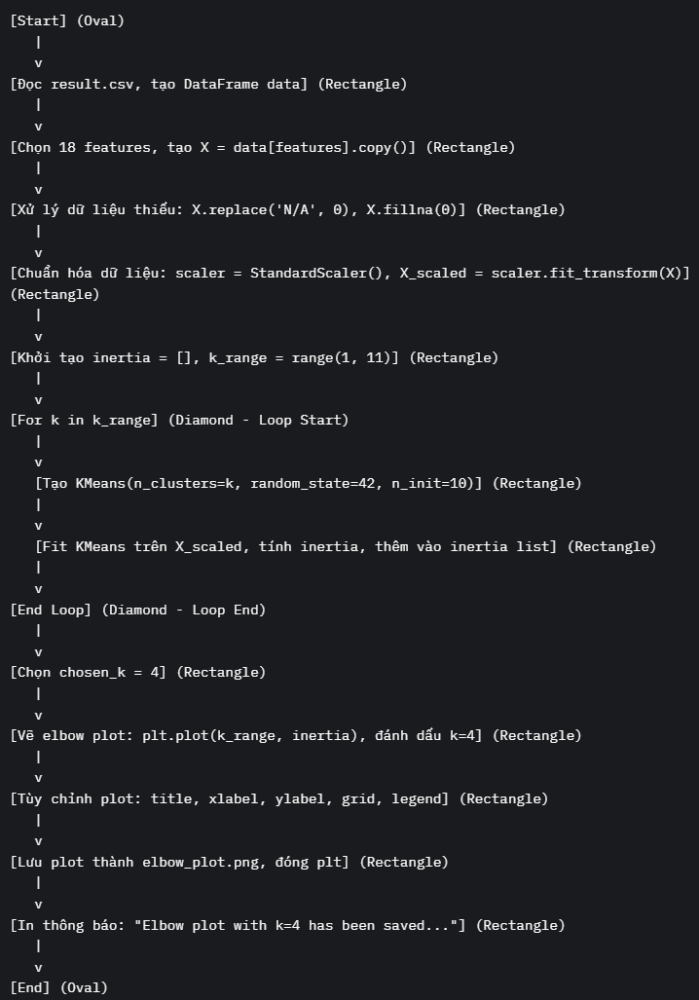 [Start] (Oval)
|
v
[Đọc result.csv, tạo DataFrame data] (Rectangle)
|
v
[Chọn 18 features, tạo X = data[features].copy()] (Rectangle)
|
v
[Xử lý dữ liệu thiếu: X.replace('N/A', 0), X.fillna(0)] (Rectangle)
|
v
[Chuẩn hóa dữ liệu: scaler = StandardScaler(), X_scaled = scaler.fit_transform(X)]
(Rectangle)
|
v
[Khởi tạo inertia = [], k_range = range(1, 11)] (Rectangle)
|
v
[For k in k_range] (Diamond - Loop Start)
|
v
[Tạo KMeans(n_clusters=k, random_state=42, n_init=10)] (Rectangle)
|
v
[Fit KMeans trên X_scaled, tính inertia, thêm vào inertia list] (Rectangle)
|
v
[End Loop] (Diamond - Loop End)
|
v
[Chọn chosen_k = 4] (Rectangle)
|
v
[Vẽ elbow plot: plt.plot(k_range, inertia), đánh dấu k=4] (Rectangle)
|
v
[Tùy chỉnh plot: title, xlabel, ylabel, grid, legend] (Rectangle)
|
v
[Lưu plot thành elbow_plot.png, đóng plt] (Rectangle)
|
v
[In thông báo: "Elbow plot with k=4 has been saved..."] (Rectangle)
|
v
[End] (Oval)